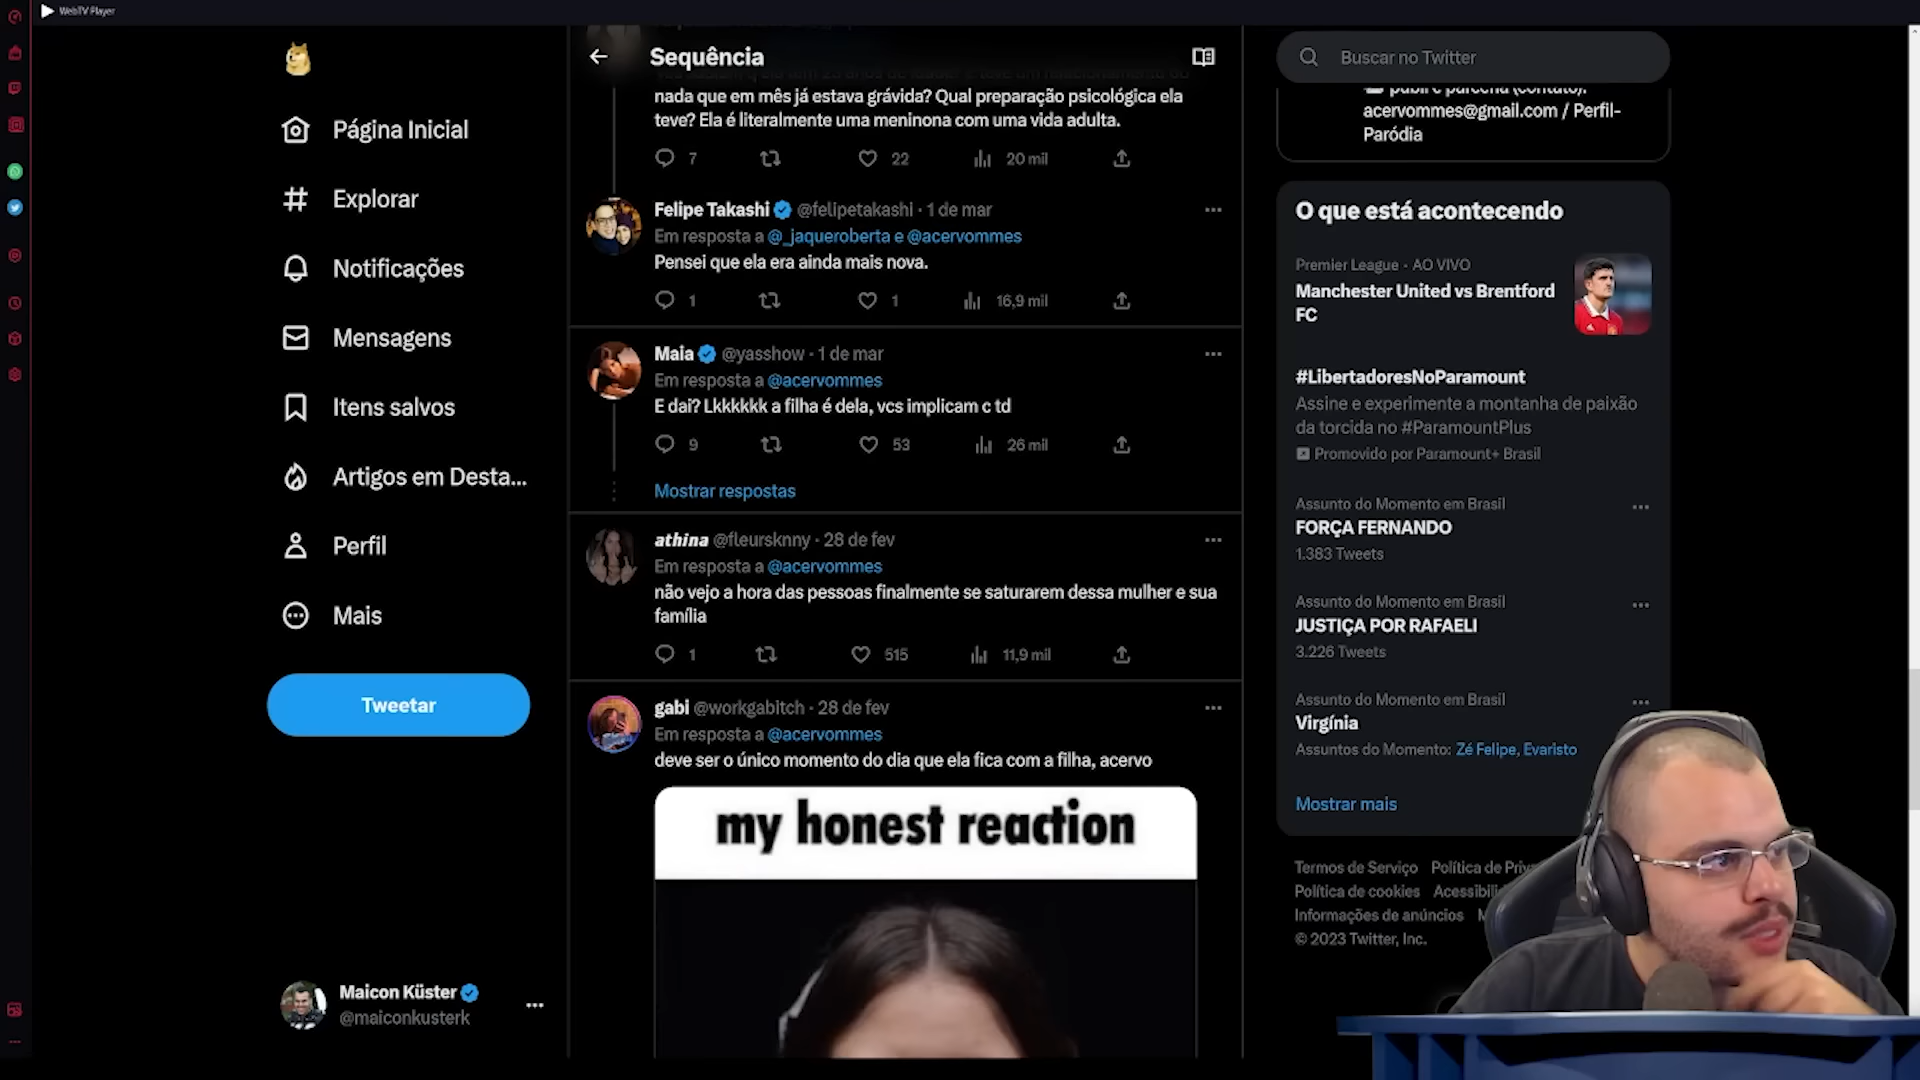 WebTV Player
Página Inicial
Explorar
Notificações
Mensagens
Itens salvos
Artigos em Desta...
Perfil
Mais
Tweetar
Maicon Küster
@maiconkusterk
Sequência
nada que em mês já estava grávida? Qual preparação psicológica ela
teve? Ela é literalmente uma meninona com uma vida adulta.
7 22 20 mil
Felipe Takashi @felipetakashi · 1 de mar
Em resposta a @_jaqueroberta e @acervommes
Pensei que ela era ainda mais nova.
1 1 16,9 mil
Maia @yasshow · 1 de mar
Em resposta a @acervommes
E dai? Lkkkkkk a filha é dela, vcs implicam c td
9 53 26 mil
Mostrar respostas
athina @fleursknny · 28 de fev
Em resposta a @acervommes
não vejo a hora das pessoas finalmente se saturarem dessa mulher e sua
família
1 515 11,9 mil
gabi @workgabitch · 28 de fev
Em resposta a @acervommes
deve ser o único momento do dia que ela fica com a filha, acervo
my honest reaction
Buscar no Twitter
publi e parceria (contato):
acervommes@gmail.com / Perfil-
Paródia
O que está acontecendo
Premier League · AO VIVO
Manchester United vs Brentford
FC
#LibertadoresNoParamount
Assine e experimente a montanha de paixão
da torcida no #ParamountPlus
Promovido por Paramount+ Brasil
Assunto do Momento em Brasil
FORÇA FERNANDO
1.383 Tweets
Assunto do Momento em Brasil
JUSTIÇA POR RAFAELI
3.226 Tweets
Assunto do Momento em Brasil
Virgínia
Assuntos do Momento: Zé Felipe, Evaristo
Mostrar mais
Termos de Serviço Política de Priv
Política de cookies Acessibili
Informações de anúncios
© 2023 Twitter, Inc.